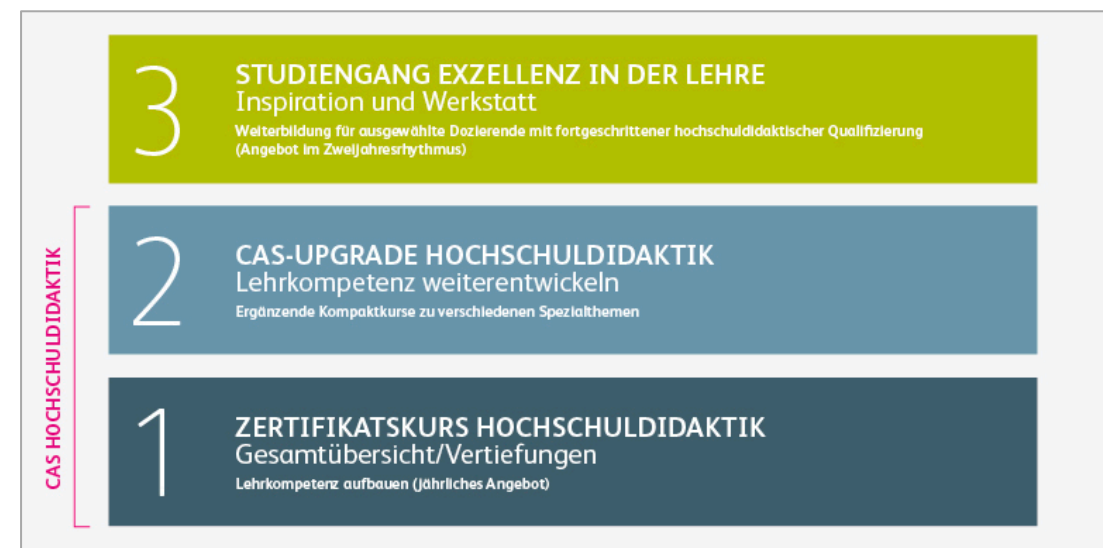 3
STUDIENGANG EXZELLENZ IN DER LEHRE
Inspiration und Werkstatt
Weiterbildung für ausgewählte Dozierende mit fortgeschrittener hochschuldidaktischer Qualifizierung
(Angebot im Zweijahresrhythmus)
CAS HOCHSCHULDIDAKTIK
2
CAS-UPGRADE HOCHSCHULDIDAKTIK
Lehrkompetenz weiterentwickeln
Ergänzende Kompaktkurse zu verschiedenen Spezialthemen
1
ZERTIFIKATSKURS HOCHSCHULDIDAKTIK
Gesamtübersicht/Vertiefungen
Lehrkompetenz aufbauen (Jährliches Angebot)